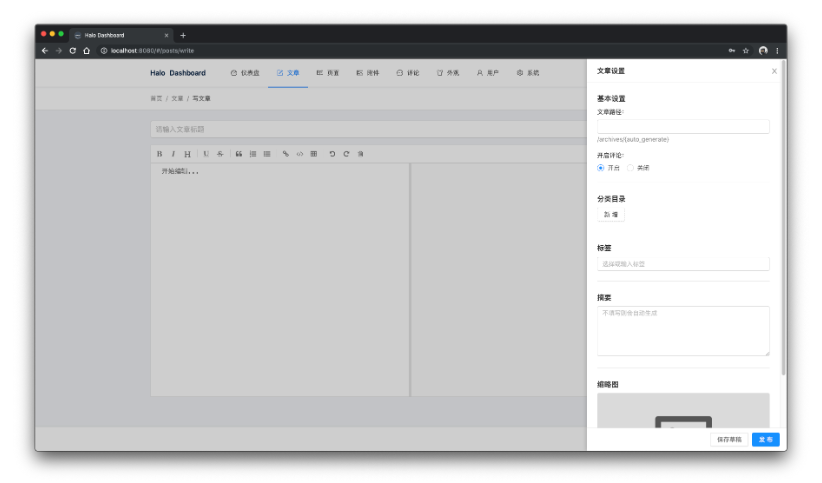 Halo Dashboard
localhost:8090/#/posts/write
Halo Dashboard 仪表盘 文章 页面 附件 评论 外观 用户 系统
首页 / 文章 / 写文章
请输入文章标题
开始编辑...
文章设置
基本设置
文章路径：
/archives/{auto_generate}
开启评论：
开启 关闭
分类目录
新 增
标签
选择或输入标签
摘要
不填写则会自动生成
缩略图
保存草稿 发 布